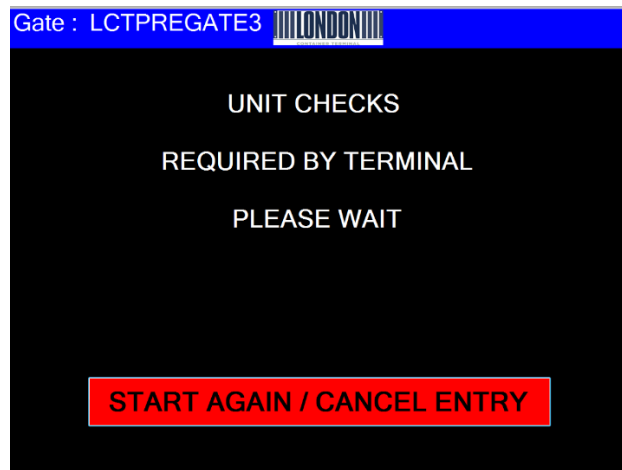 Gate : LCTPREGATE3
LONDON
CONTAINER TERMINAL
UNIT CHECKS
REQUIRED BY TERMINAL
PLEASE WAIT
START AGAIN / CANCEL ENTRY